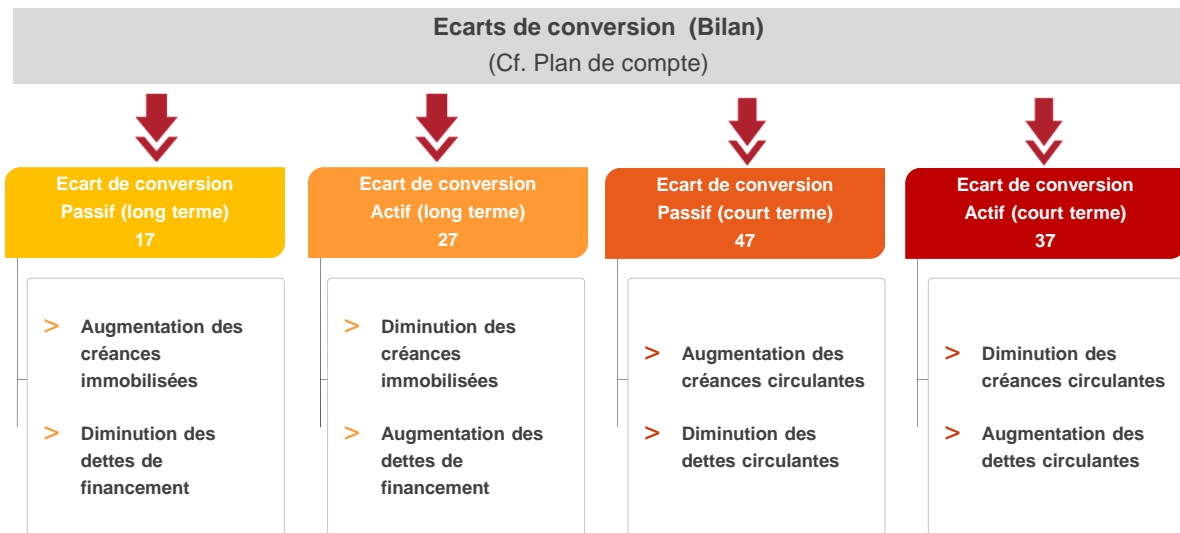 Ecarts de conversion (Bilan)
(Cf. Plan de compte)
Ecart de conversion
Passif (long terme)
17
> Augmentation des
créances
immobilisées
> Diminution des
dettes de
financement
Ecart de conversion
Actif (long terme)
27
> Diminution des
créances
immobilisées
> Augmentation des
dettes de
financement
Ecart de conversion
Passif (court terme)
47
> Augmentation des
créances circulantes
> Diminution des
dettes circulantes
Ecart de conversion
Actif (court terme)
37
> Diminution des
créances circulantes
> Augmentation des
dettes circulantes